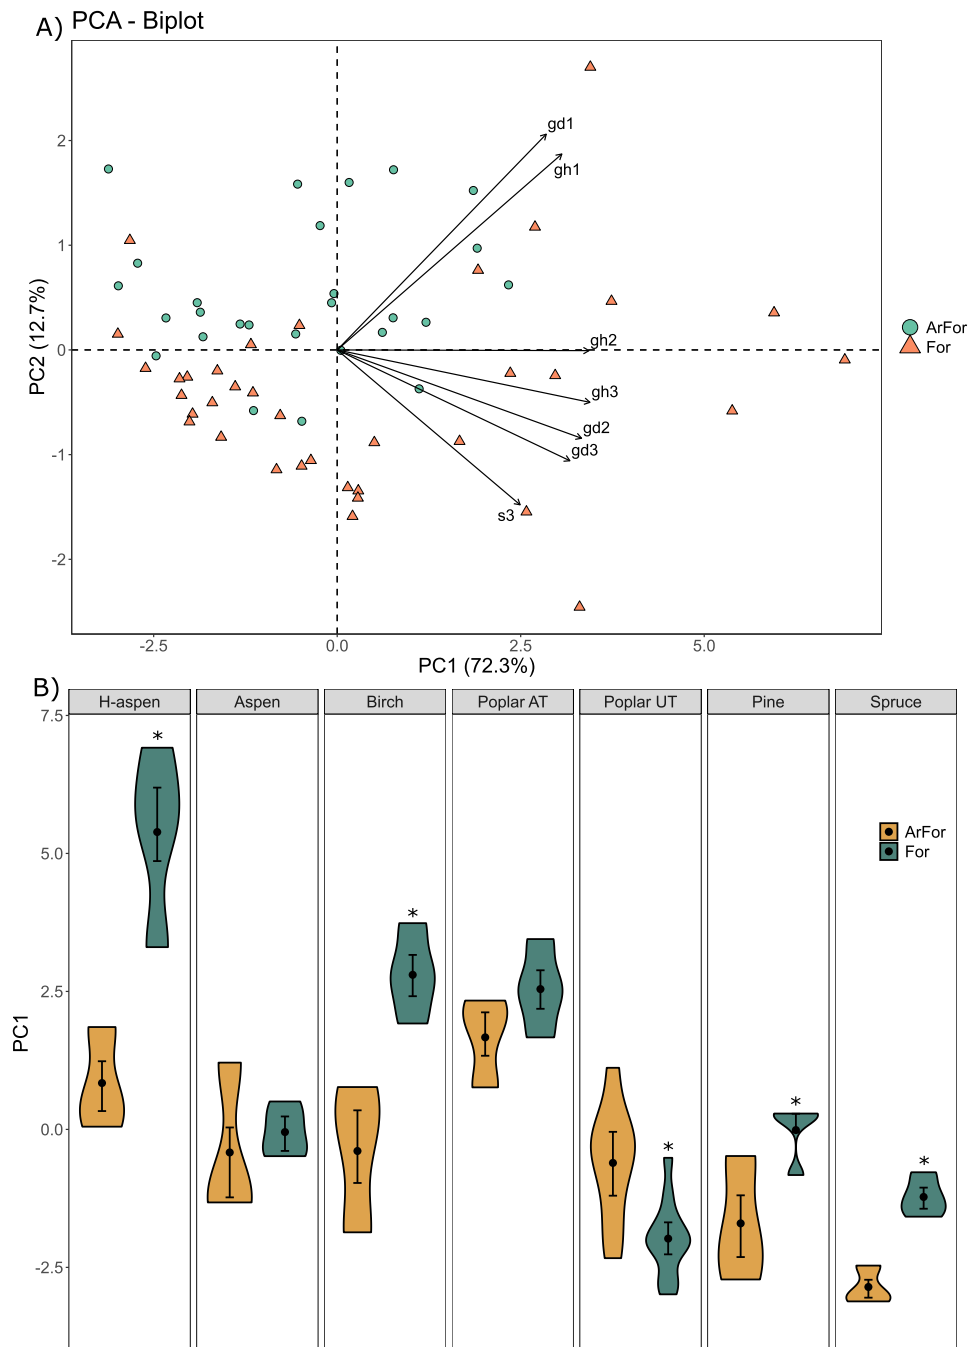 A) PCA - Biplot
PC2 (12.7%)
2
1
0
-1
-2
gd1
gh1
gh2
gh3
gd2
gd3
s3
ArFor
For
-2.5 0.0 2.5 5.0
PC1 (72.3%)
B)
H-aspen Aspen Birch Poplar AT Poplar UT Pine Spruce
PC1
7.5
5.0
2.5
0.0
-2.5
* * * * *
ArFor
For